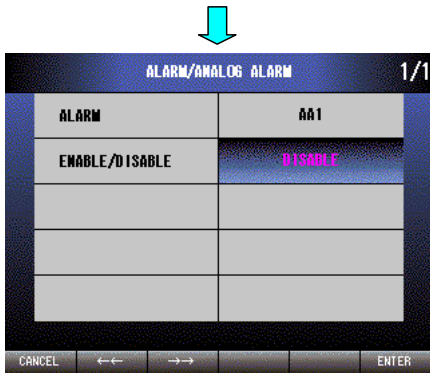 ALARM/ANALOG ALARM 1/1
ALARM AA1
ENABLE/DISABLE DISABLE
CANCEL ←← →→ ENTER